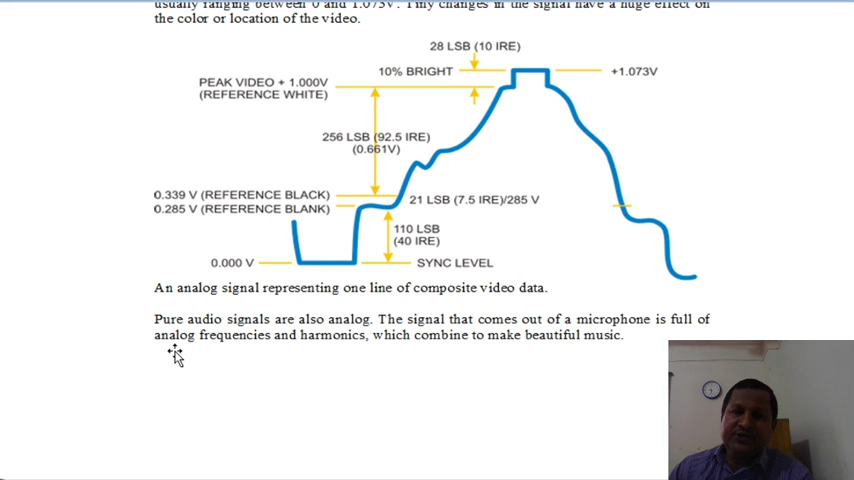 usually ranging between 0 and 1.073V. Tiny changes in the signal have a huge effect on
the color or location of the video.
28 LSB (10 IRE)
10% BRIGHT
+1.073V
PEAK VIDEO + 1.000V
(REFERENCE WHITE)
256 LSB (92.5 IRE)
(0.661V)
0.339 V (REFERENCE BLACK)
0.285 V (REFERENCE BLANK)
21 LSB (7.5 IRE)/285 V
110 LSB
(40 IRE)
0.000 V
SYNC LEVEL
An analog signal representing one line of composite video data.
Pure audio signals are also analog. The signal that comes out of a microphone is full of
analog frequencies and harmonics, which combine to make beautiful music.